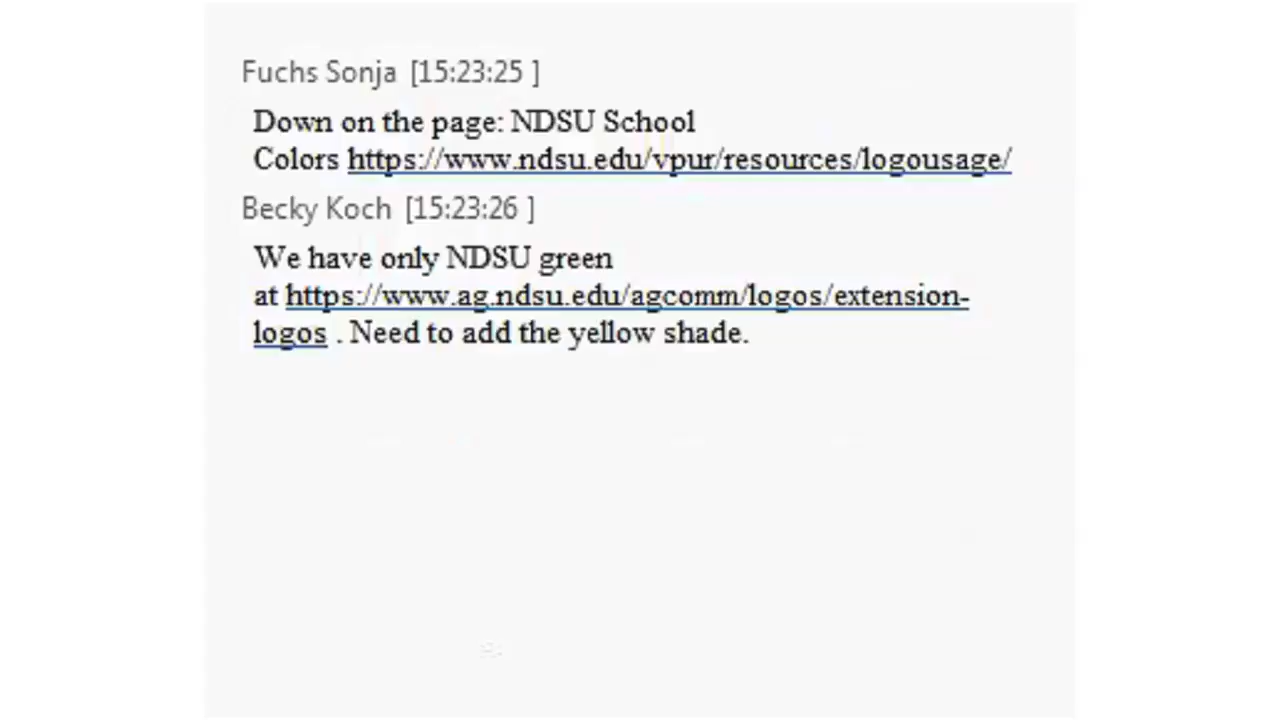 Fuchs Sonja [15:23:25 ]
Down on the page: NDSU School
Colors https://www.ndsu.edu/vpur/resources/logousage/
Becky Koch [15:23:26 ]
We have only NDSU green
at https://www.ag.ndsu.edu/agcomm/logos/extension-
logos . Need to add the yellow shade.